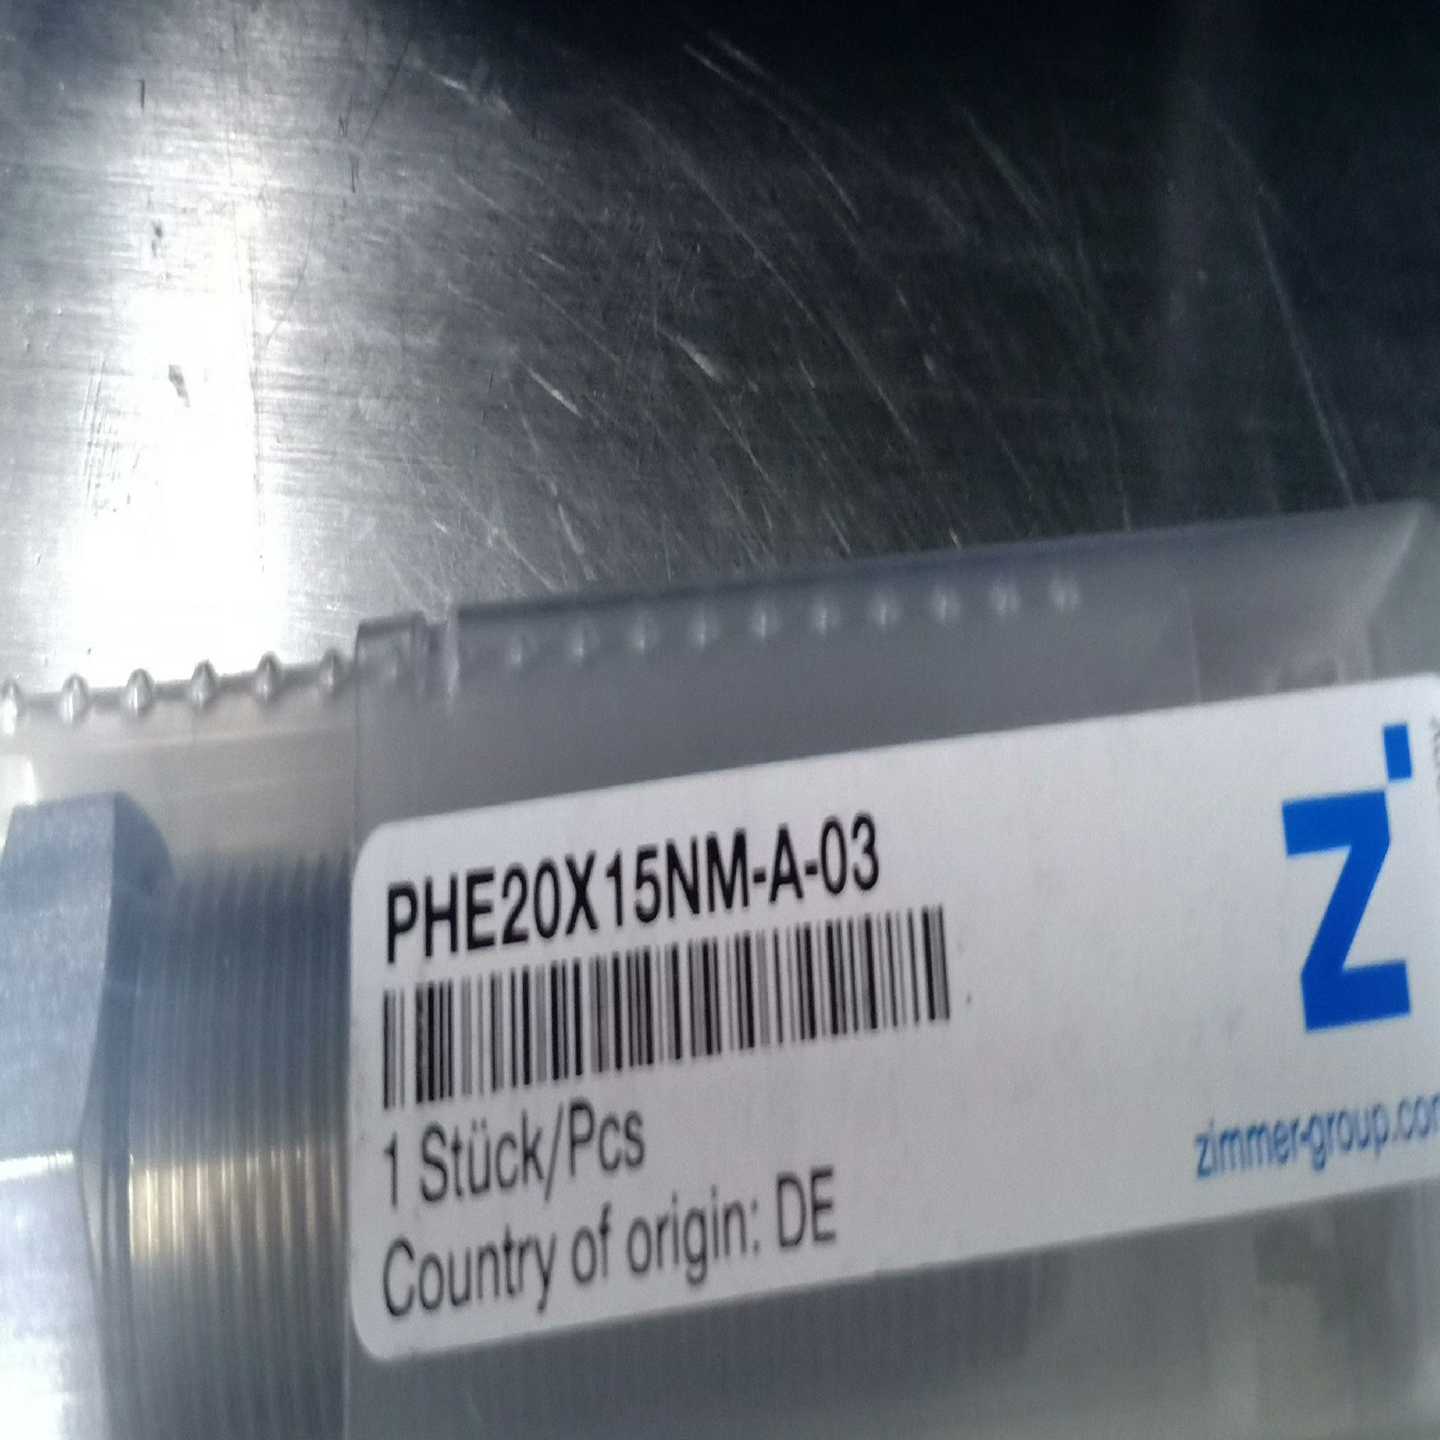 PHE20X15NM-A-03
1 Stück/Pcs
Country of origin: DE
Z
zimmer-group.com